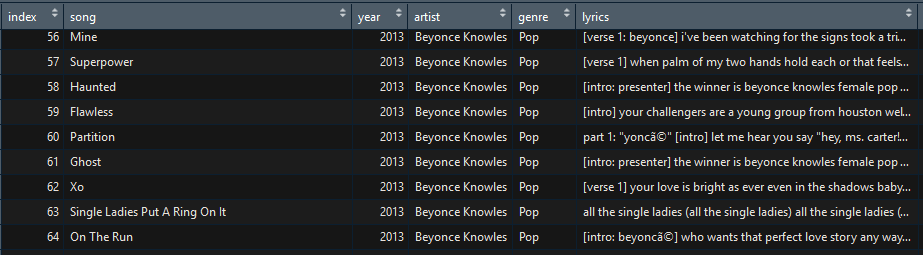 index song year artist genre lyrics
56 Mine 2013 Beyonce Knowles Pop [verse 1: beyonce] i've been watching for the signs took a tri...
57 Superpower 2013 Beyonce Knowles Pop [verse 1] when palm of my two hands hold each or that feels...
58 Haunted 2013 Beyonce Knowles Pop [intro: presenter] the winner is beyonce knowles female pop ...
59 Flawless 2013 Beyonce Knowles Pop [intro] your challengers are a young group from houston wel...
60 Partition 2013 Beyonce Knowles Pop part 1: "yoncã©" [intro] let me hear you say "hey, ms. carter!...
61 Ghost 2013 Beyonce Knowles Pop [intro: presenter] the winner is beyonce knowles female pop ...
62 Xo 2013 Beyonce Knowles Pop [verse 1] your love is bright as ever even in the shadows baby...
63 Single Ladies Put A Ring On It 2013 Beyonce Knowles Pop all the single ladies (all the single ladies) all the single ladies (...
64 On The Run 2013 Beyonce Knowles Pop [intro: beyoncã©] who wants that perfect love story any way...